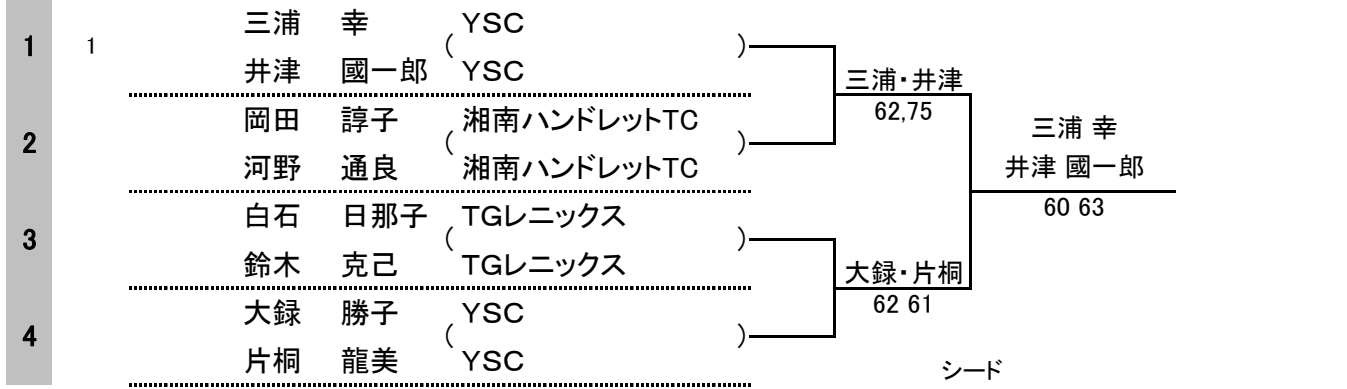 三浦 幸 ( YSC )
1 1
井津 國一郎 YSC
三浦・井津
62,75
岡田 諄子 ( 湘南ハンドレットTC )
2
河野 通良 湘南ハンドレットTC
三浦 幸
井津 國一郎
60 63
白石 日那子 ( TGレニックス )
3
鈴木 克己 TGレニックス
大録・片桐
62 61
大録 勝子 ( YSC )
4
片桐 龍美 YSC
シード